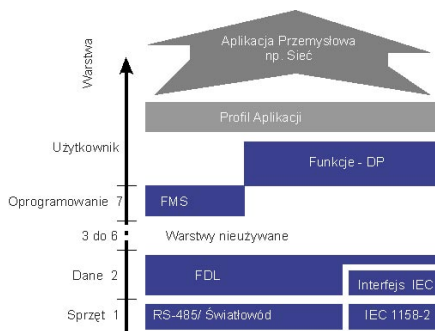 Aplikacja Przemysłowa
np. Sieć
Warstwa
Profil Aplikacji
Użytkownik
Funkcje - DP
Oprogramowanie 7
FMS
3 do 6
Warstwy nieużywane
Dane 2
FDL
Interfejs IEC
Sprzęt 1
RS-485/ Światłowód
IEC 1158-2